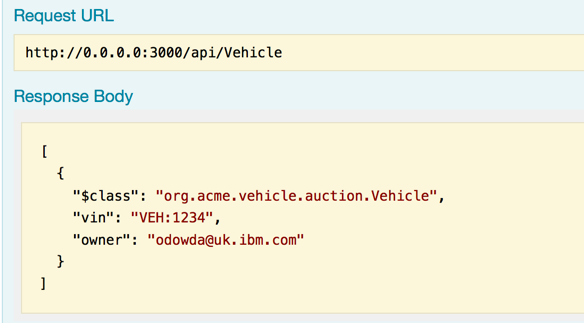 Request URL
http://0.0.0.0:3000/api/Vehicle
Response Body
[
{
"$class": "org.acme.vehicle.auction.Vehicle",
"vin": "VEH:1234",
"owner": "odowda@uk.ibm.com"
}
]